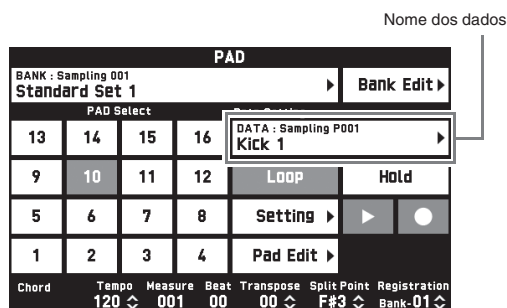 Nome dos dados
PAD
BANK : Sampling 001
Standard Set 1
Bank Edit
PAD Select
13 14 15 16
DATA : Sampling P001
Kick 1
9 10 11 12 Loop Hold
5 6 7 8 Setting
1 2 3 4 Pad Edit
Chord Tempo Measure Beat Transpose Split Point Registration
120 001 00 00 F#3 Bank-01